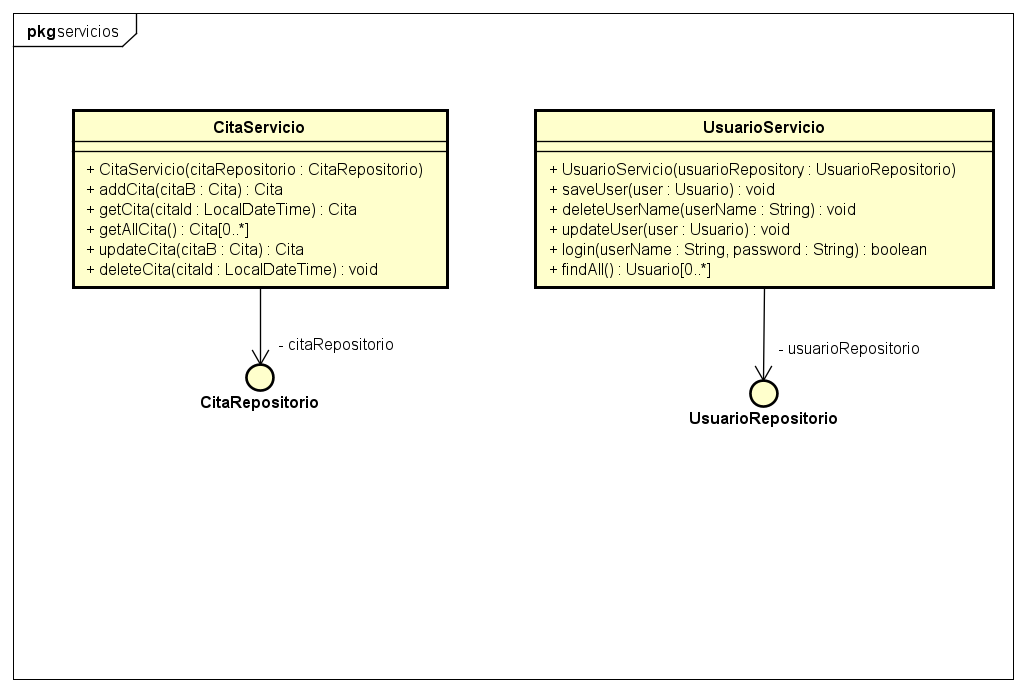 pkg servicios
CitaServicio
+ CitaServicio(citaRepositorio : CitaRepositorio)
+ addCita(citaB : Cita) : Cita
+ getCita(citaId : LocalDateTime) : Cita
+ getAllCita() : Cita[0..*]
+ updateCita(citaB : Cita) : Cita
+ deleteCita(citaId : LocalDateTime) : void
- citaRepositorio
CitaRepositorio
UsuarioServicio
+ UsuarioServicio(usuarioRepository : UsuarioRepositorio)
+ saveUser(user : Usuario) : void
+ deleteUserName(userName : String) : void
+ updateUser(user : Usuario) : void
+ login(userName : String, password : String) : boolean
+ findAll() : Usuario[0..*]
- usuarioRepositorio
UsuarioRepositorio